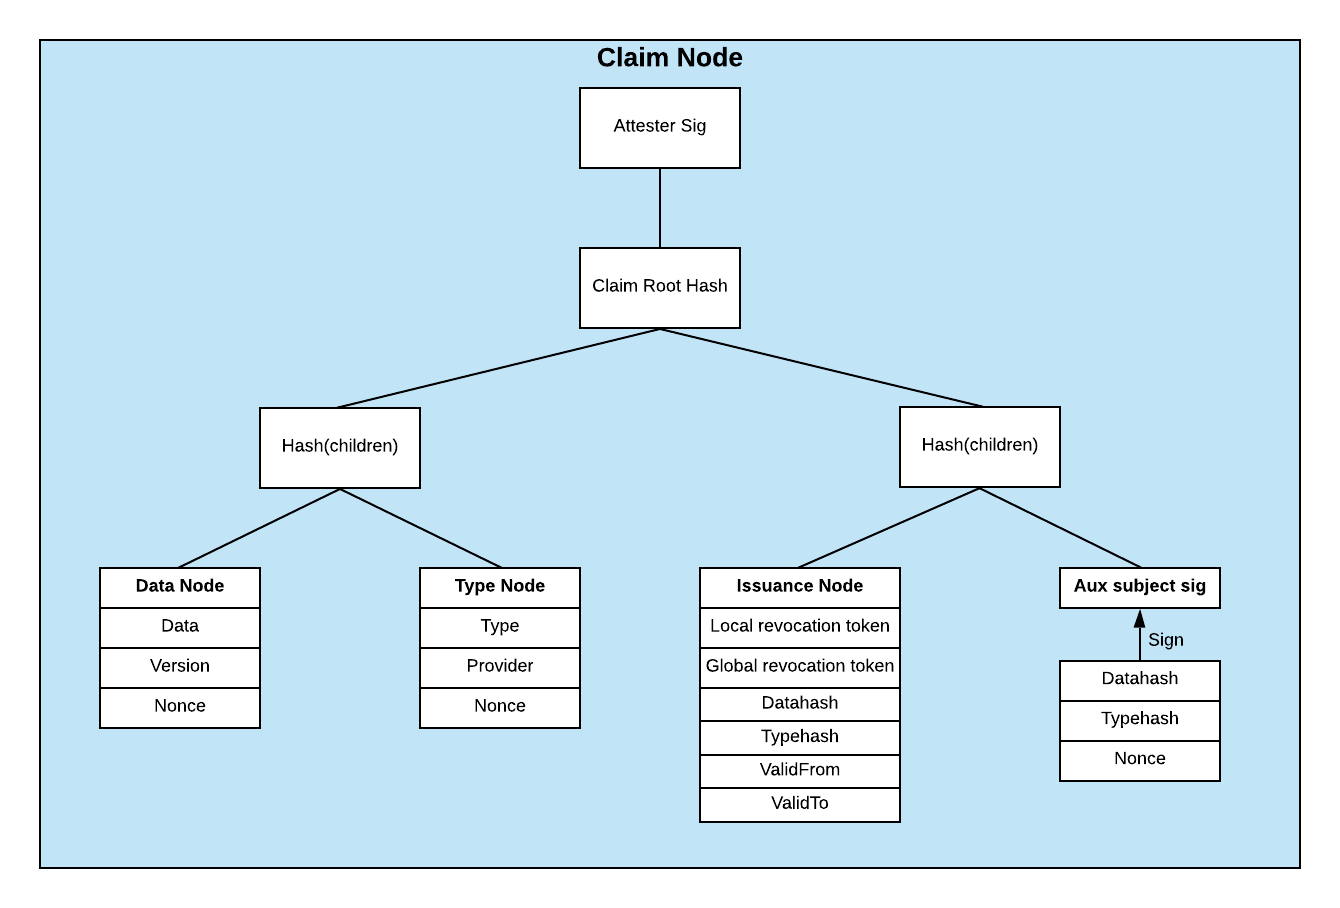 Claim Node
Attester Sig
Claim Root Hash
Hash(children)
Hash(children)
Data Node
Data
Version
Nonce
Type Node
Type
Provider
Nonce
Issuance Node
Local revocation token
Global revocation token
Datahash
Typehash
ValidFrom
ValidTo
Aux subject sig
Sign
Datahash
Typehash
Nonce